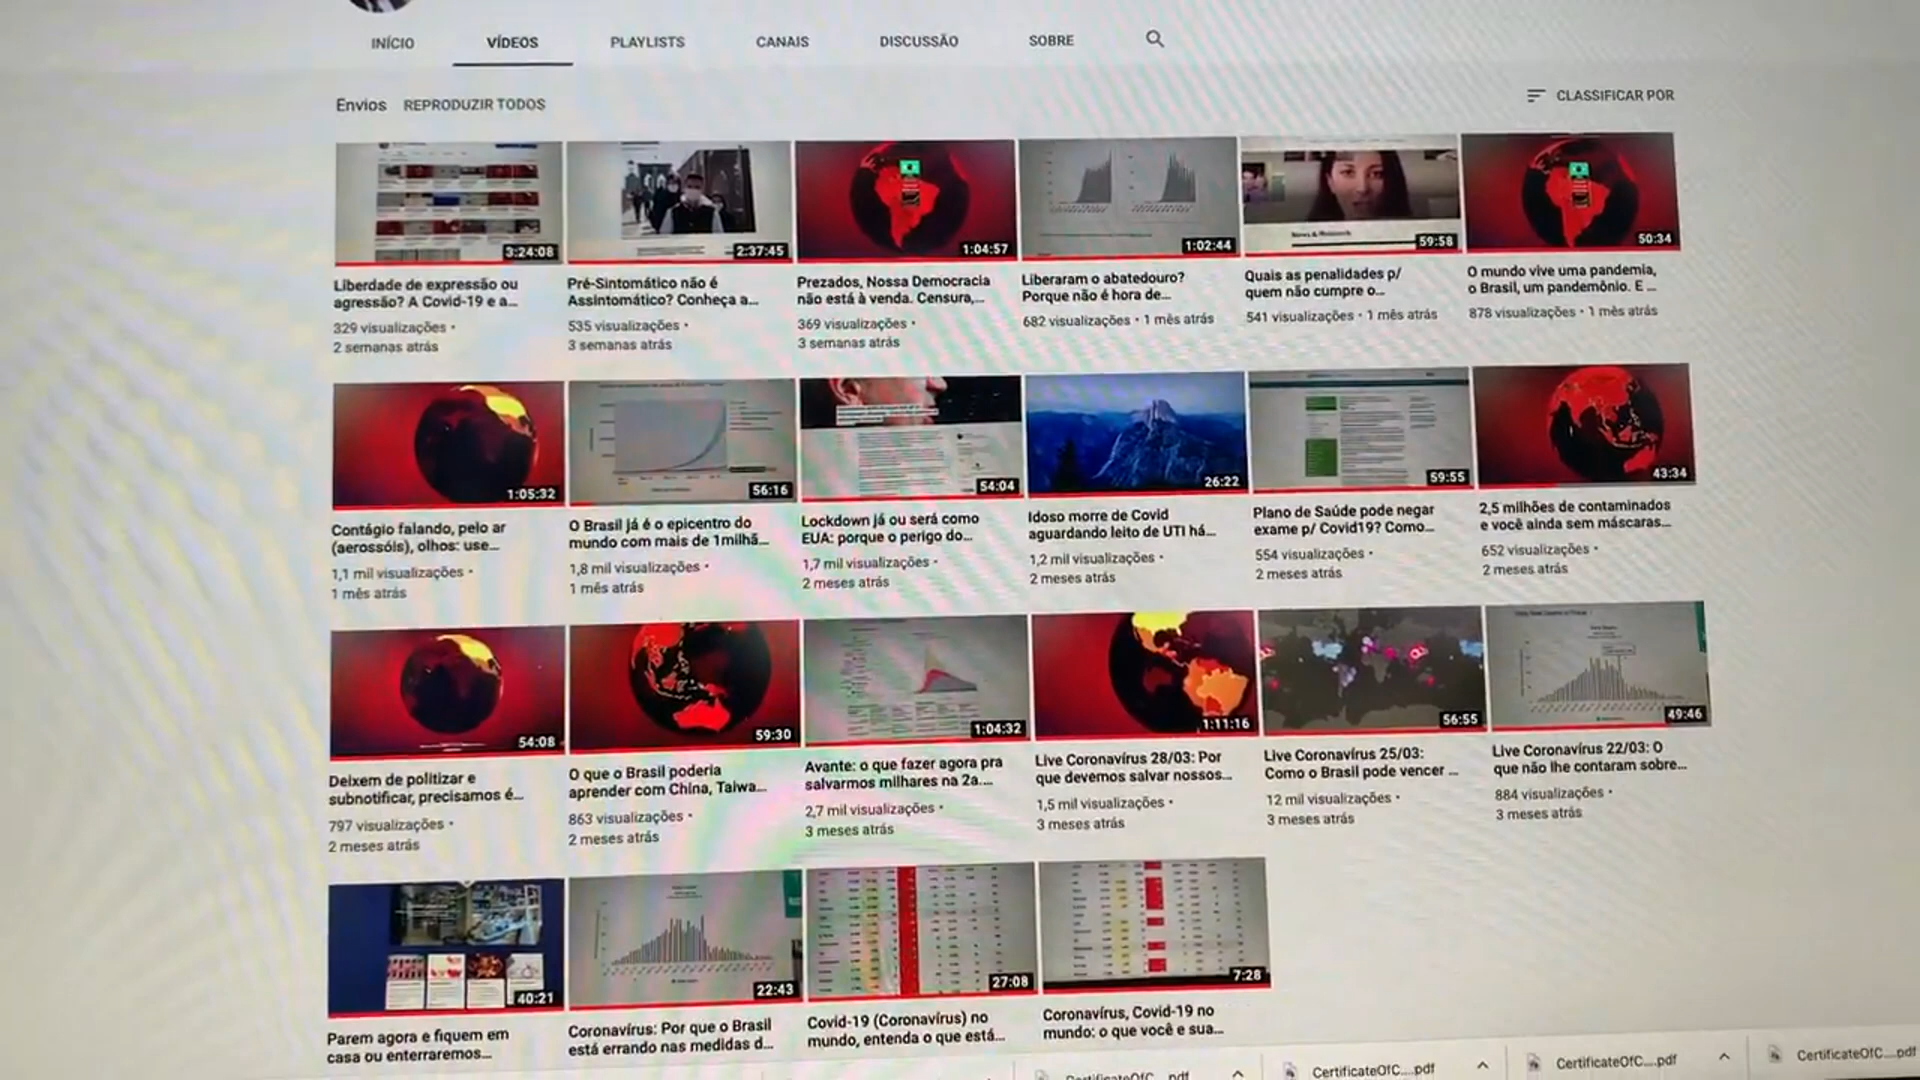 INÍCIO VÍDEOS PLAYLISTS CANAIS DISCUSSÃO SOBRE
Envios REPRODUZIR TODOS CLASSIFICAR POR
3:24:08
2:37:45
1:04:57
1:02:44
59:58
50:34
Liberdade de expressão ou
agressão? A Covid-19 e a...
329 visualizações •
2 semanas atrás
Pré-Sintomático não é
Assintomático? Conheça a...
535 visualizações •
3 semanas atrás
Prezados, Nossa Democracia
não está à venda. Censura,...
369 visualizações •
3 semanas atrás
Liberaram o abatedouro?
Porque não é hora de...
682 visualizações • 1 mês atrás
Quais as penalidades p/
quem não cumpre o...
541 visualizações • 1 mês atrás
O mundo vive uma pandemia,
o Brasil, um pandemônio. E ...
878 visualizações • 1 mês atrás
1:05:32
56:16
54:04
26:22
59:55
43:34
Contágio falando, pelo ar
(aerossóis), olhos: use...
1,1 mil visualizações •
1 mês atrás
O Brasil já é o epicentro do
mundo com mais de 1milhã...
1,8 mil visualizações •
1 mês atrás
Lockdown já ou será como
EUA: porque o perigo do...
1,7 mil visualizações •
2 meses atrás
Idoso morre de Covid
aguardando leito de UTI há...
1,2 mil visualizações •
2 meses atrás
Plano de Saúde pode negar
exame p/ Covid19? Como...
554 visualizações •
2 meses atrás
2,5 milhões de contaminados
e você ainda sem máscaras...
652 visualizações •
2 meses atrás
54:08
59:30
1:04:32
1:11:16
56:55
49:46
Deixem de politizar e
subnotificar, precisamos é...
797 visualizações •
2 meses atrás
O que o Brasil poderia
aprender com China, Taiwa...
863 visualizações •
2 meses atrás
Avante: o que fazer agora pra
salvarmos milhares na 2a....
2,7 mil visualizações •
3 meses atrás
Live Coronavírus 28/03: Por
que devemos salvar nossos...
1,5 mil visualizações •
3 meses atrás
Live Coronavírus 25/03:
Como o Brasil pode vencer ...
12 mil visualizações •
3 meses atrás
Live Coronavírus 22/03: O
que não lhe contaram sobre...
884 visualizações •
3 meses atrás
40:21
22:43
27:08
7:28
Parem agora e fiquem em
casa ou enterraremos...
Coronavírus: Por que o Brasil
está errando nas medidas d...
Covid-19 (Coronavírus) no
mundo, entenda o que está...
Coronavírus, Covid-19 no
mundo: o que você e sua...
CertificateOfC....pdf
CertificateOfC....pdf
CertificateOfC....pdf
CertificateOfC....pdf